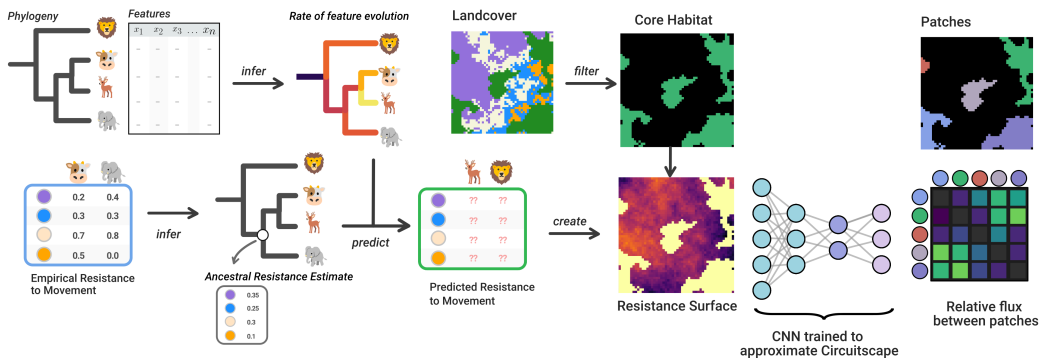 Phylogeny
Features
x1 x2 x3 ... xn
infer
Rate of feature evolution
Landcover
filter
Core Habitat
Patches
0.2 0.4
0.3 0.3
0.7 0.8
0.5 0.0
Empirical Resistance
to Movement
infer
Ancestral Resistance Estimate
0.35
0.25
0.3
0.1
predict
?? ??
?? ??
?? ??
?? ??
Predicted Resistance
to Movement
create
Resistance Surface
CNN trained to
approximate Circuitscape
Relative flux
between patches